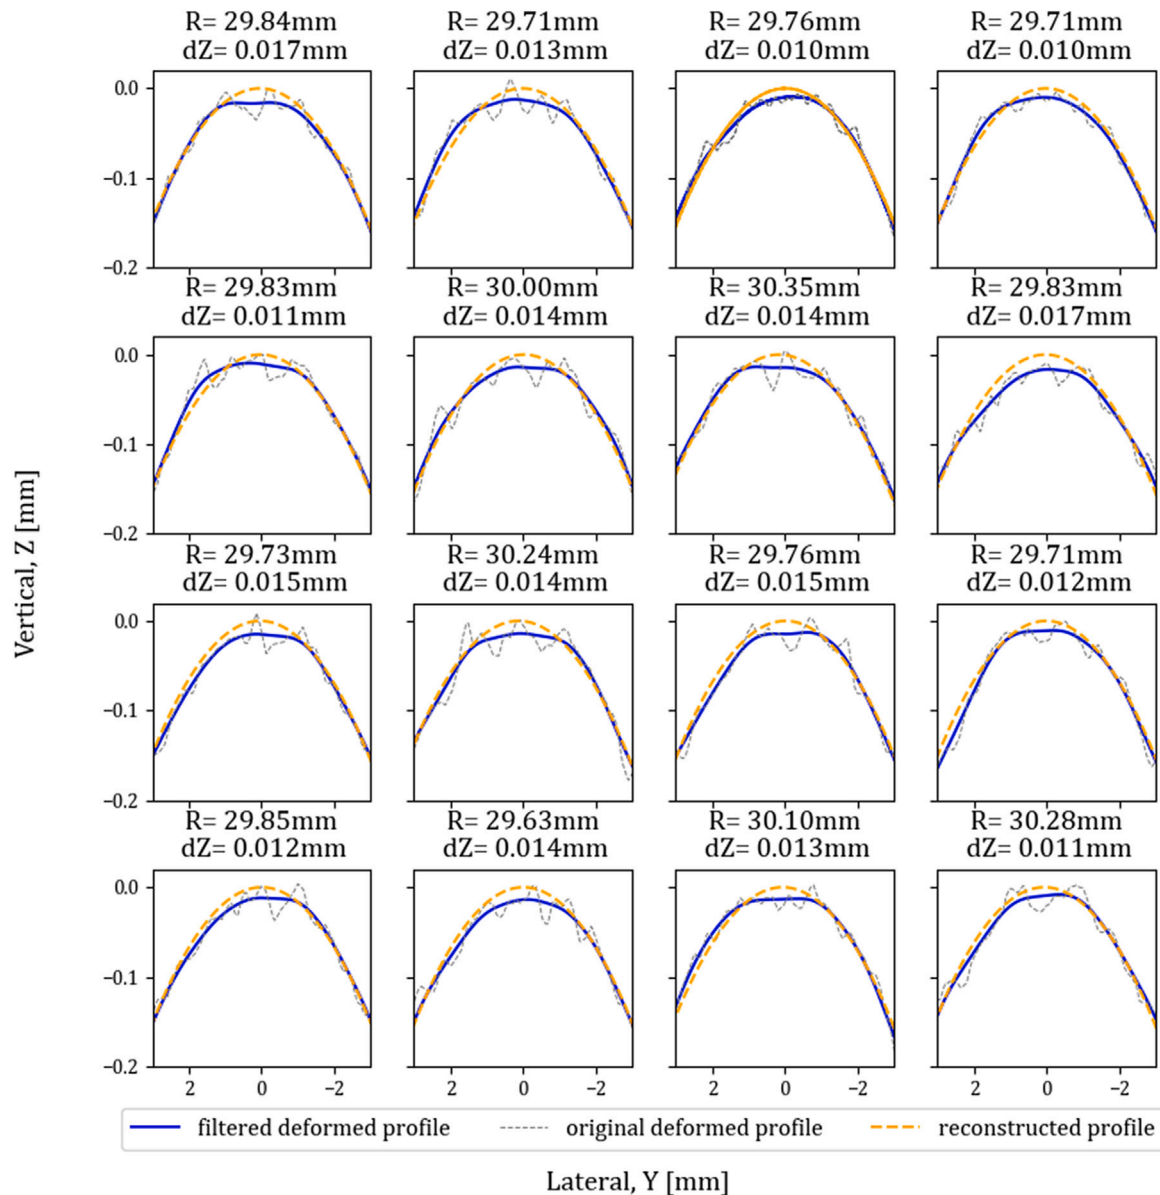 R= 29.84mm
dZ= 0.017mm
R= 29.71mm
dZ= 0.013mm
R= 29.76mm
dZ= 0.010mm
R= 29.71mm
dZ= 0.010mm
0.0
−0.1
−0.2
R= 29.83mm
dZ= 0.011mm
R= 30.00mm
dZ= 0.014mm
R= 30.35mm
dZ= 0.014mm
R= 29.83mm
dZ= 0.017mm
0.0
−0.1
−0.2
R= 29.73mm
dZ= 0.015mm
R= 30.24mm
dZ= 0.014mm
R= 29.76mm
dZ= 0.015mm
R= 29.71mm
dZ= 0.012mm
0.0
−0.1
−0.2
R= 29.85mm
dZ= 0.012mm
R= 29.63mm
dZ= 0.014mm
R= 30.10mm
dZ= 0.013mm
R= 30.28mm
dZ= 0.011mm
0.0
−0.1
−0.2
2 0 −2
2 0 −2
2 0 −2
2 0 −2
Vertical, Z [mm]
filtered deformed profile
original deformed profile
reconstructed profile
Lateral, Y [mm]